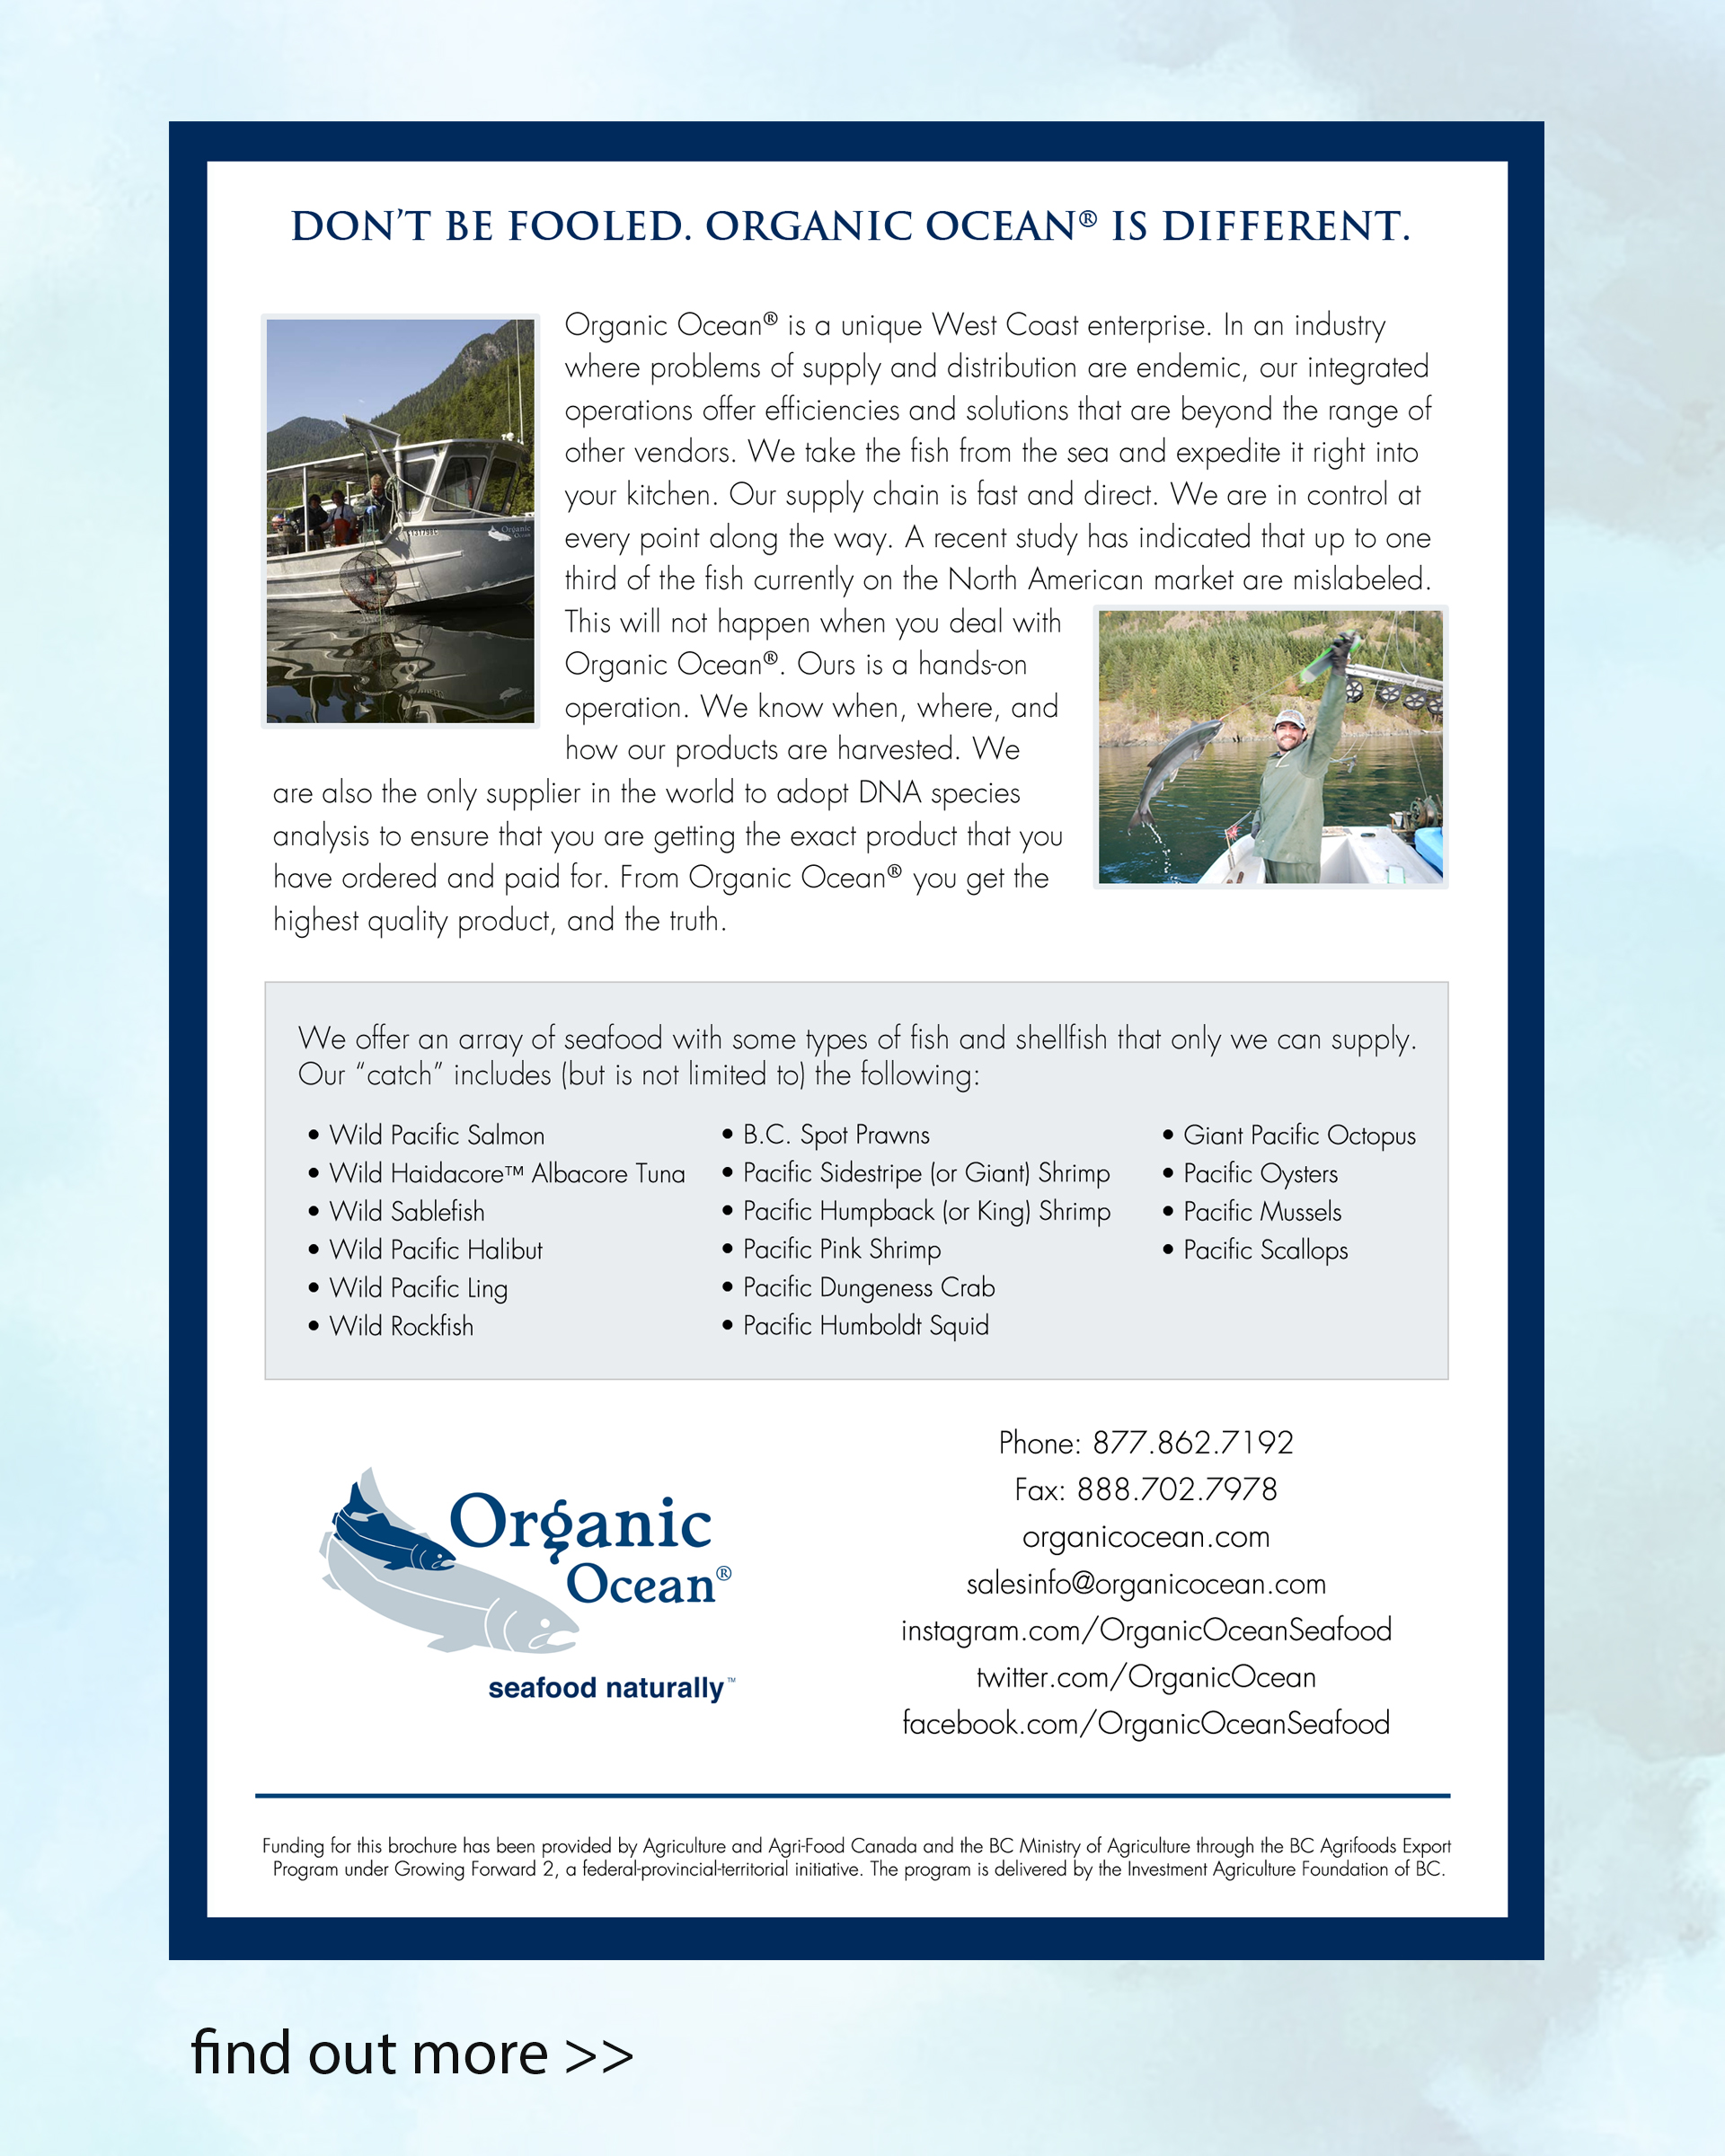 DON'T BE FOOLED. ORGANIC OCEAN® IS DIFFERENT.
Organic Ocean® is a unique West Coast enterprise. In an industry
where problems of supply and distribution are endemic, our integrated
operations offer efficiencies and solutions that are beyond the range of
other vendors. We take the fish from the sea and expedite it right into
your kitchen. Our supply chain is fast and direct. We are in control at
every point along the way. A recent study has indicated that up to one
third of the fish currently on the North American market are mislabeled.
This will not happen when you deal with
Organic Ocean®. Ours is a hands-on
operation. We know when, where, and
how our products are harvested. We
are also the only supplier in the world to adopt DNA species
analysis to ensure that you are getting the exact product that you
have ordered and paid for. From Organic Ocean® you get the
highest quality product, and the truth.
Organic
Ocean
We offer an array of seafood with some types of fish and shellfish that only we can supply.
Our “catch” includes (but is not limited to) the following:
• Wild Pacific Salmon
• Wild Haidacore™ Albacore Tuna
• Wild Sablefish
• Wild Pacific Halibut
• Wild Pacific Ling
• Wild Rockfish
• B.C. Spot Prawns
• Pacific Sidestripe (or Giant) Shrimp
• Pacific Humpback (or King) Shrimp
• Pacific Pink Shrimp
• Pacific Dungeness Crab
• Pacific Humboldt Squid
• Giant Pacific Octopus
• Pacific Oysters
• Pacific Mussels
• Pacific Scallops
Organic
Ocean®
seafood naturally™
Phone: 877.862.7192
Fax: 888.702.7978
organicocean.com
salesinfo@organicocean.com
instagram.com/OrganicOceanSeafood
twitter.com/OrganicOcean
facebook.com/OrganicOceanSeafood
Funding for this brochure has been provided by Agriculture and Agri-Food Canada and the BC Ministry of Agriculture through the BC Agrifoods Export
Program under Growing Forward 2, a federal-provincial-territorial initiative. The program is delivered by the Investment Agriculture Foundation of BC.
find out more >>